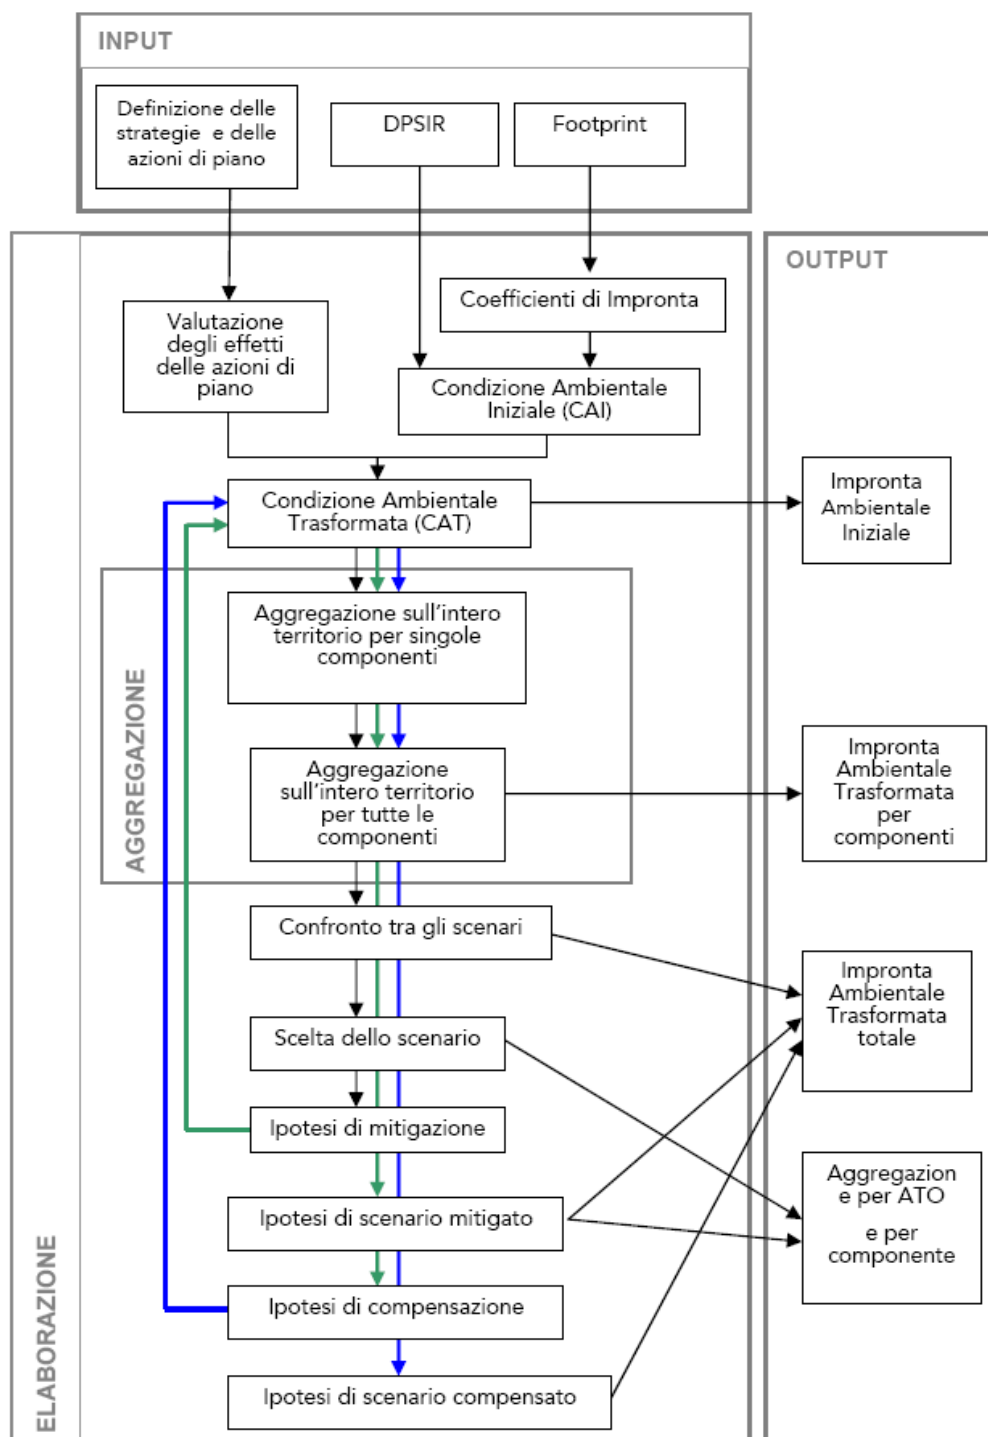 INPUT
Definizione delle
strategie e delle
azioni di piano
DPSIR
Footprint
OUTPUT
Coefficienti di Impronta
Valutazione
degli effetti
delle azioni di
piano
Condizione Ambientale
Iniziale (CAI)
Condizione Ambientale
Trasformata (CAT)
Impronta
Ambientale
Iniziale
AGGREGAZIONE
Aggregazione sull'intero
territorio per singole
componenti
Aggregazione
sull'intero territorio
per tutte le
componenti
Impronta
Ambientale
Trasformata
per
componenti
Confronto tra gli scenari
Impronta
Ambientale
Trasformata
totale
Scelta dello scenario
Ipotesi di mitigazione
Aggregazion
e per ATO
e per
componente
Ipotesi di scenario mitigato
Ipotesi di compensazione
Ipotesi di scenario compensato
ELABORAZIONE